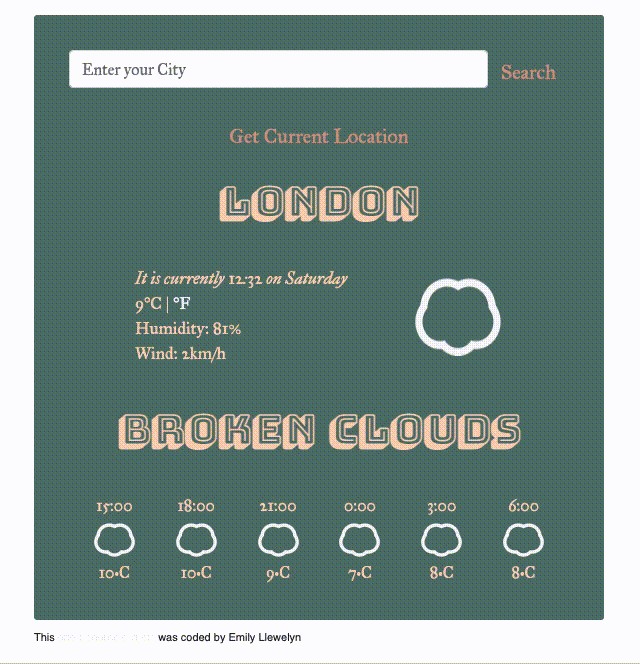 Enter your City Search
Get Current Location
LONDON
It is currently 12:32 on Saturday
9°C | °F
Humidity: 81%
Wind: 2km/h
BROKEN CLOUDS
15:00 18:00 21:00 0:00 3:00 6:00
10•C 10•C 9•C 7•C 8•C 8•C
This was coded by Emily Llewelyn